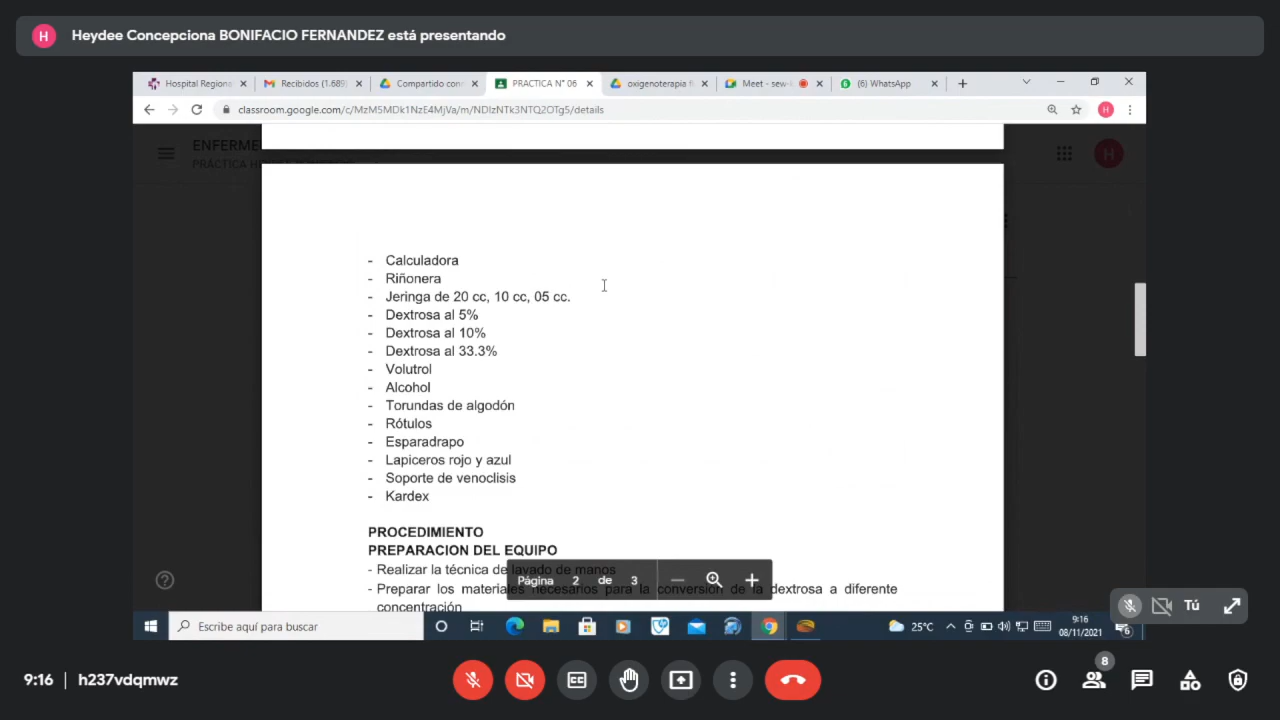 H Heydee Concepciona BONIFACIO FERNANDEZ está presentando
Hospital Regiona
Recibidos (1.689)
Compartido con
PRACTICA N° 06
oxigenoterapia f
Meet - sew-
(6) WhatsApp
classroom.google.com/c/MzM5MDk1NzE4MjVa/m/NDIzNTk3NTQ2OTg5/details
H
ENFERME
H
- Calculadora
- Riñonera
- Jeringa de 20 cc, 10 cc, 05 cc.
- Dextrosa al 5%
- Dextrosa al 10%
- Dextrosa al 33.3%
- Volutrol
- Alcohol
- Torundas de algodón
- Rótulos
- Esparadrapo
- Lapiceros rojo y azul
- Soporte de venoclisis
- Kardex
PROCEDIMIENTO
PREPARACION DEL EQUIPO
- Realizar la técnica de lavado de manos
Página 2 de 3
- Preparar los materiales necesarios para la conversion de la dextrosa a diferente
concentración
Tú
Escribe aquí para buscar
25°C
9:16
08/11/2021
6
9:16 | h237vdqmwz
8